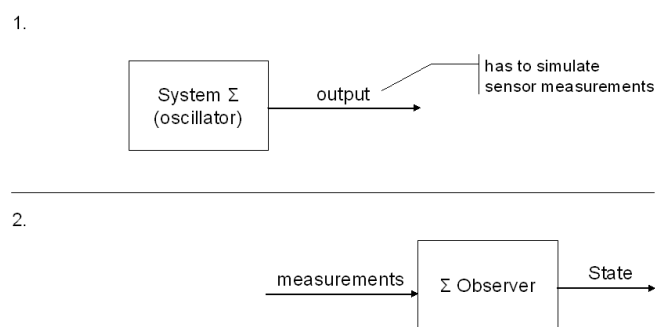 1.
System Σ
(oscillator)
output
has to simulate
sensor measurements
2.
measurements
Σ Observer
State